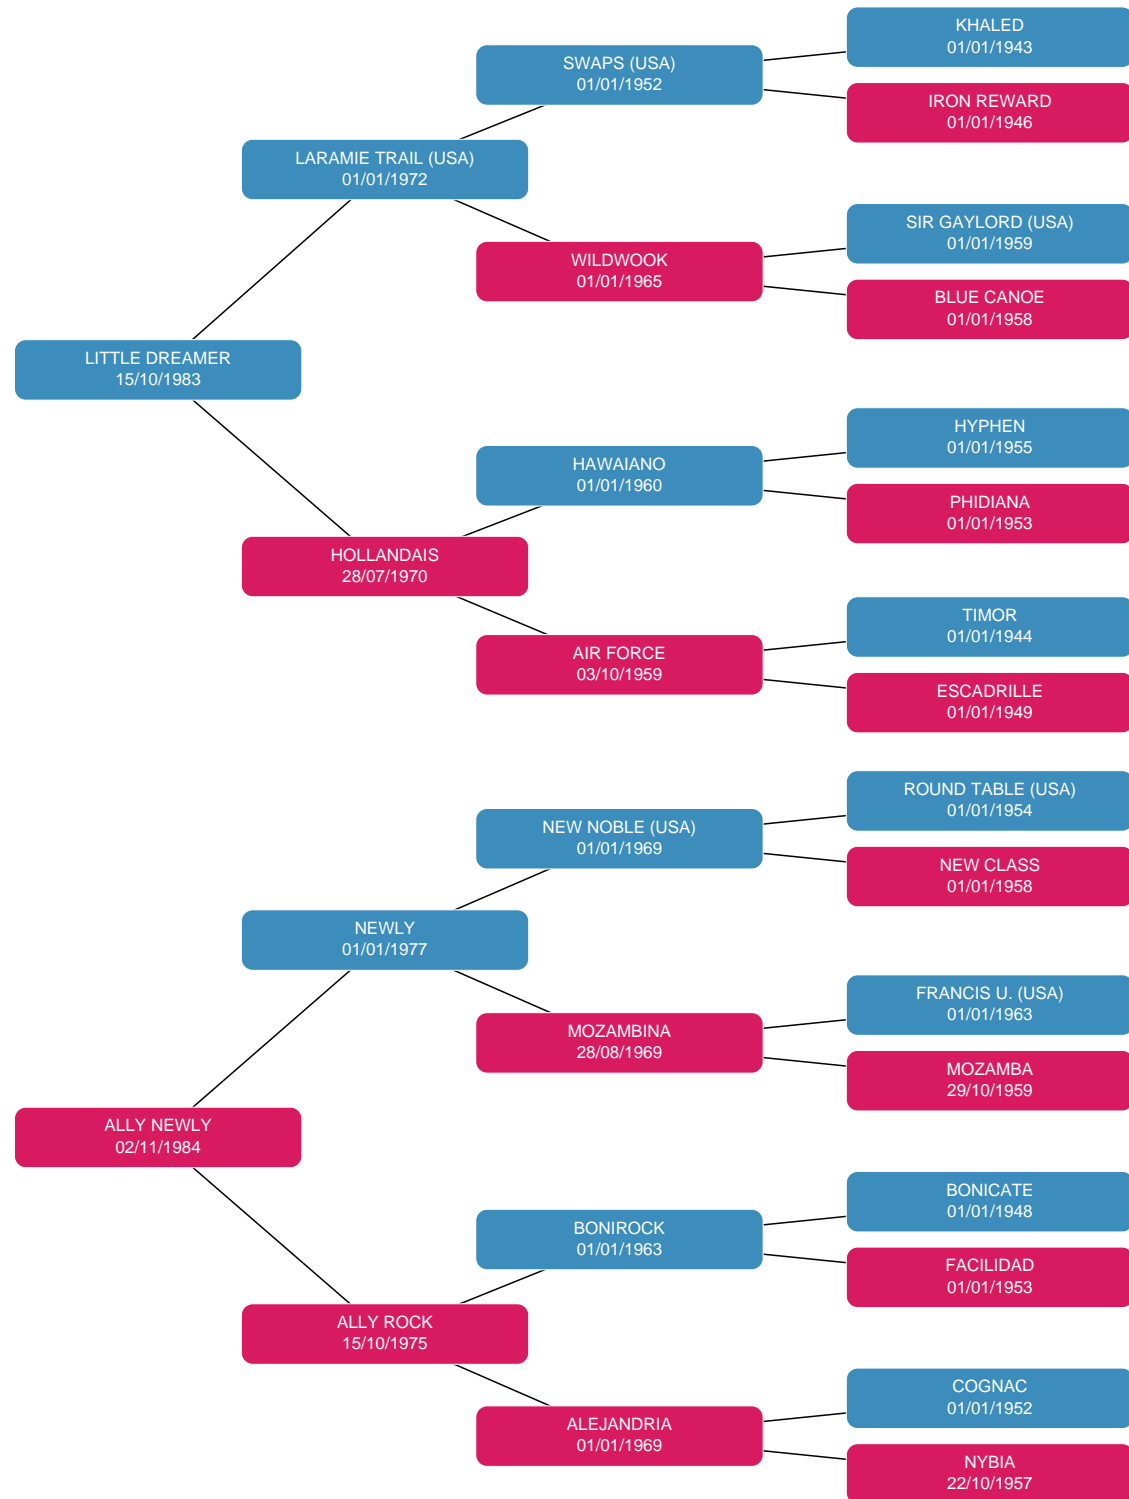 KHALED
01/01/1943
SWAPS (USA)
01/01/1952
IRON REWARD
01/01/1946
LARAMIE TRAIL (USA)
01/01/1972
SIR GAYLORD (USA)
01/01/1959
WILDWOOK
01/01/1965
BLUE CANOE
01/01/1958
LITTLE DREAMER
15/10/1983
HYPHEN
01/01/1955
HAWAIANO
01/01/1960
PHIDIANA
01/01/1953
HOLLANDAIS
28/07/1970
TIMOR
01/01/1944
AIR FORCE
03/10/1959
ESCADRILLE
01/01/1949
ROUND TABLE (USA)
01/01/1954
NEW NOBLE (USA)
01/01/1969
NEW CLASS
01/01/1958
NEWLY
01/01/1977
FRANCIS U. (USA)
01/01/1963
MOZAMBINA
28/08/1969
MOZAMBA
29/10/1959
ALLY NEWLY
02/11/1984
BONICATE
01/01/1948
BONIROCK
01/01/1963
FACILIDAD
01/01/1953
ALLY ROCK
15/10/1975
COGNAC
01/01/1952
ALEJANDRIA
01/01/1969
NYBIA
22/10/1957